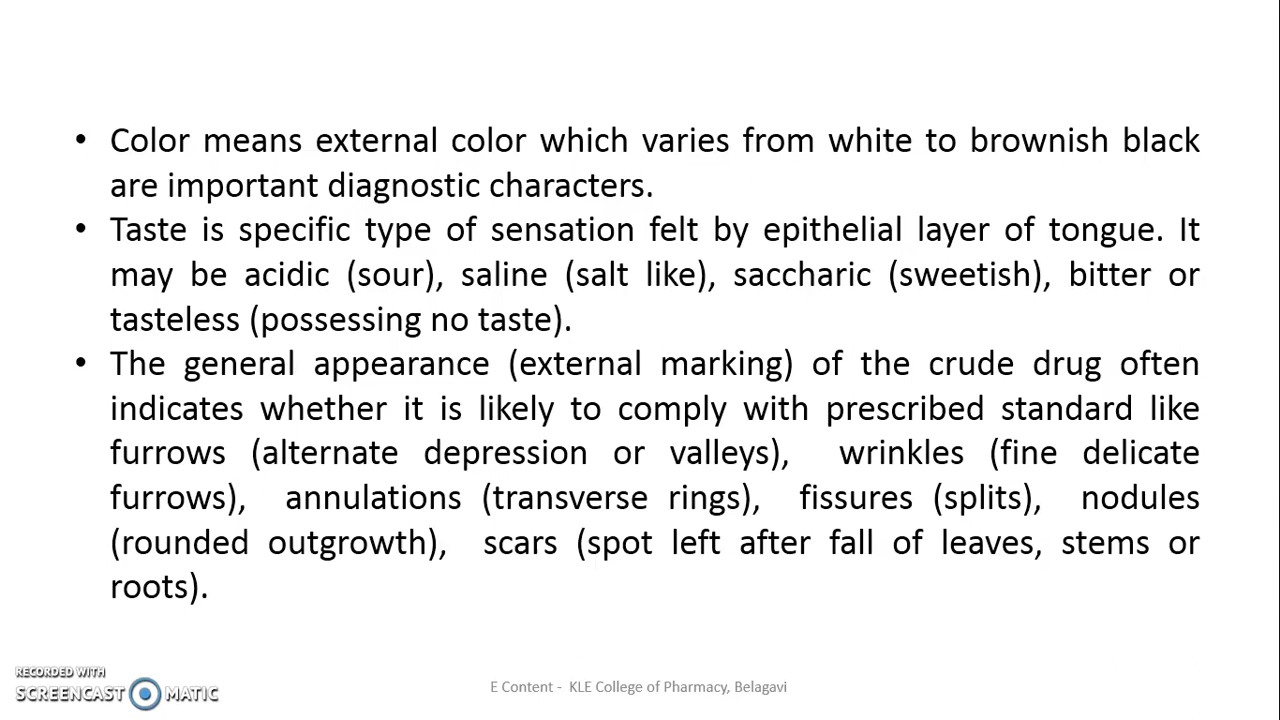 • Color means external color which varies from white to brownish black
are important diagnostic characters.
• Taste is specific type of sensation felt by epithelial layer of tongue. It
may be acidic (sour), saline (salt like), saccharic (sweetish), bitter or
tasteless (possessing no taste).
• The general appearance (external marking) of the crude drug often
indicates whether it is likely to comply with prescribed standard like
furrows (alternate depression or valleys), wrinkles (fine delicate
furrows), annulations (transverse rings), fissures (splits), nodules
(rounded outgrowth), scars (spot left after fall of leaves, stems or
roots).
RECORDED WITH
SCREENCAST MATIC
E Content - KLE College of Pharmacy, Belagavi